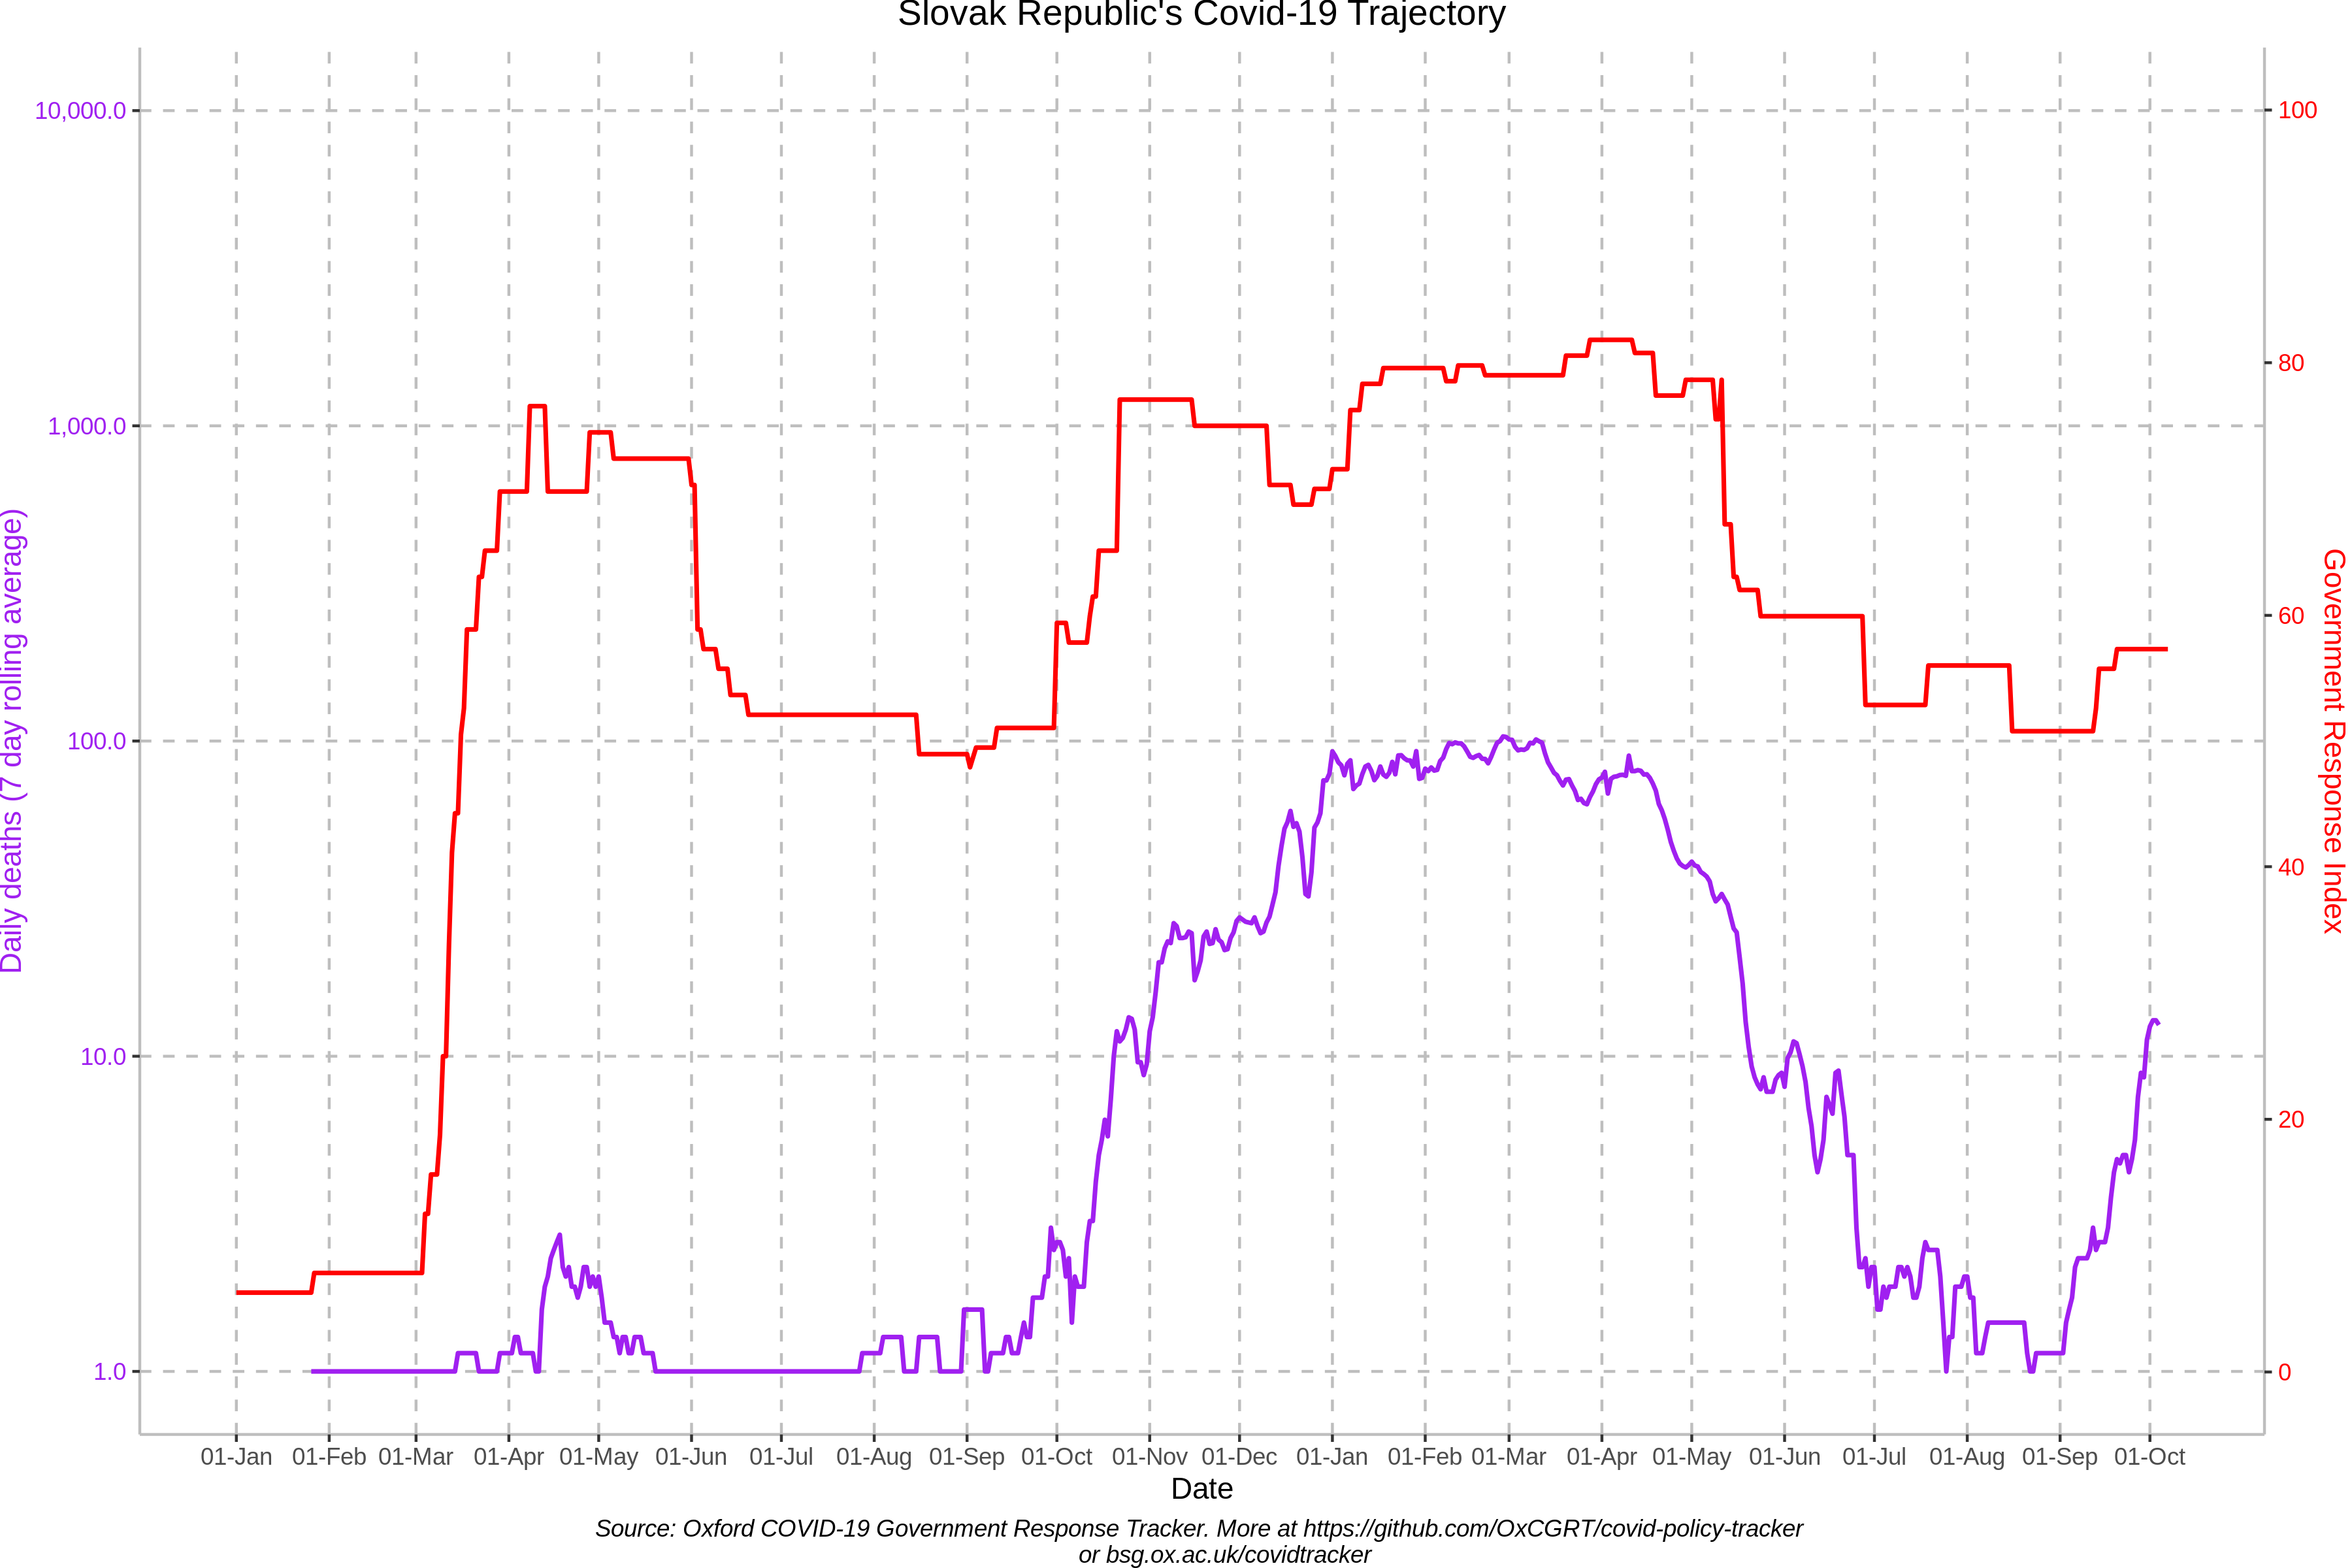 Slovak Republic's Covid-19 Trajectory
Daily deaths (7 day rolling average)
10,000.0
1,000.0
100.0
10.0
1.0
100
80
60
40
20
0
Government Response Index
01-Jan 01-Feb 01-Mar 01-Apr 01-May 01-Jun 01-Jul 01-Aug 01-Sep 01-Oct 01-Nov 01-Dec 01-Jan 01-Feb 01-Mar 01-Apr 01-May 01-Jun 01-Jul 01-Aug 01-Sep 01-Oct
Date
Source: Oxford COVID-19 Government Response Tracker. More at https://github.com/OxCGRT/covid-policy-tracker
or bsg.ox.ac.uk/covidtracker